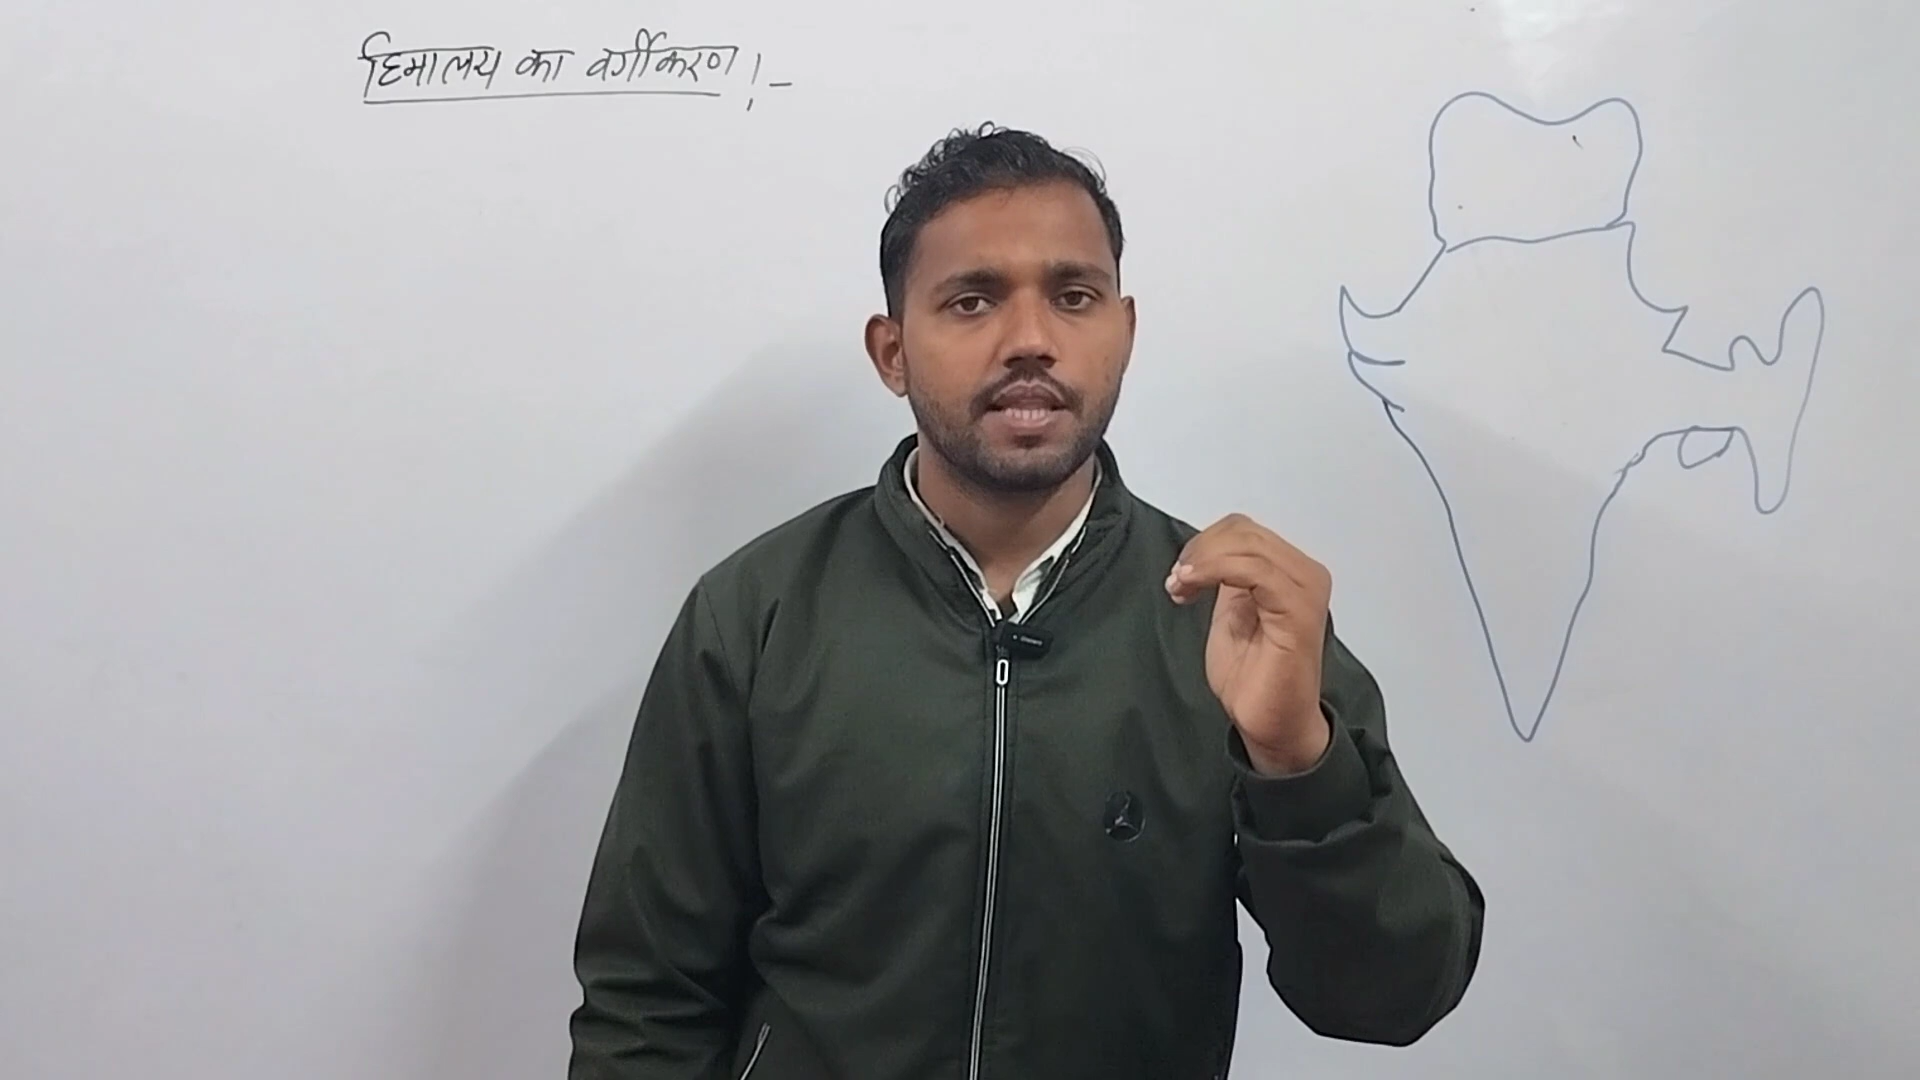 हिमालय का वर्गीकरण :-